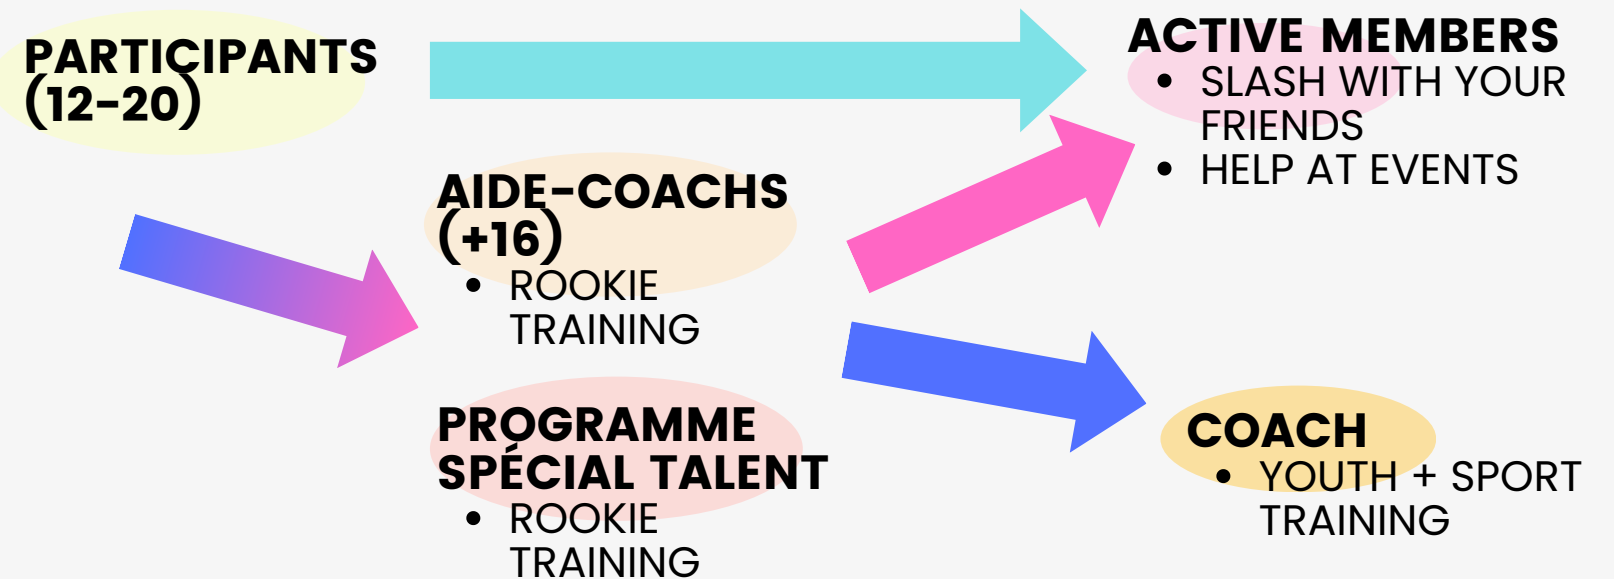 PARTICIPANTS
(12-20)
ACTIVE MEMBERS
• SLASH WITH YOUR
FRIENDS
• HELP AT EVENTS
AIDE-COACHS
(+16)
• ROOKIE
TRAINING
PROGRAMME
SPÉCIAL TALENT
• ROOKIE
TRAINING
COACH
• YOUTH + SPORT
TRAINING